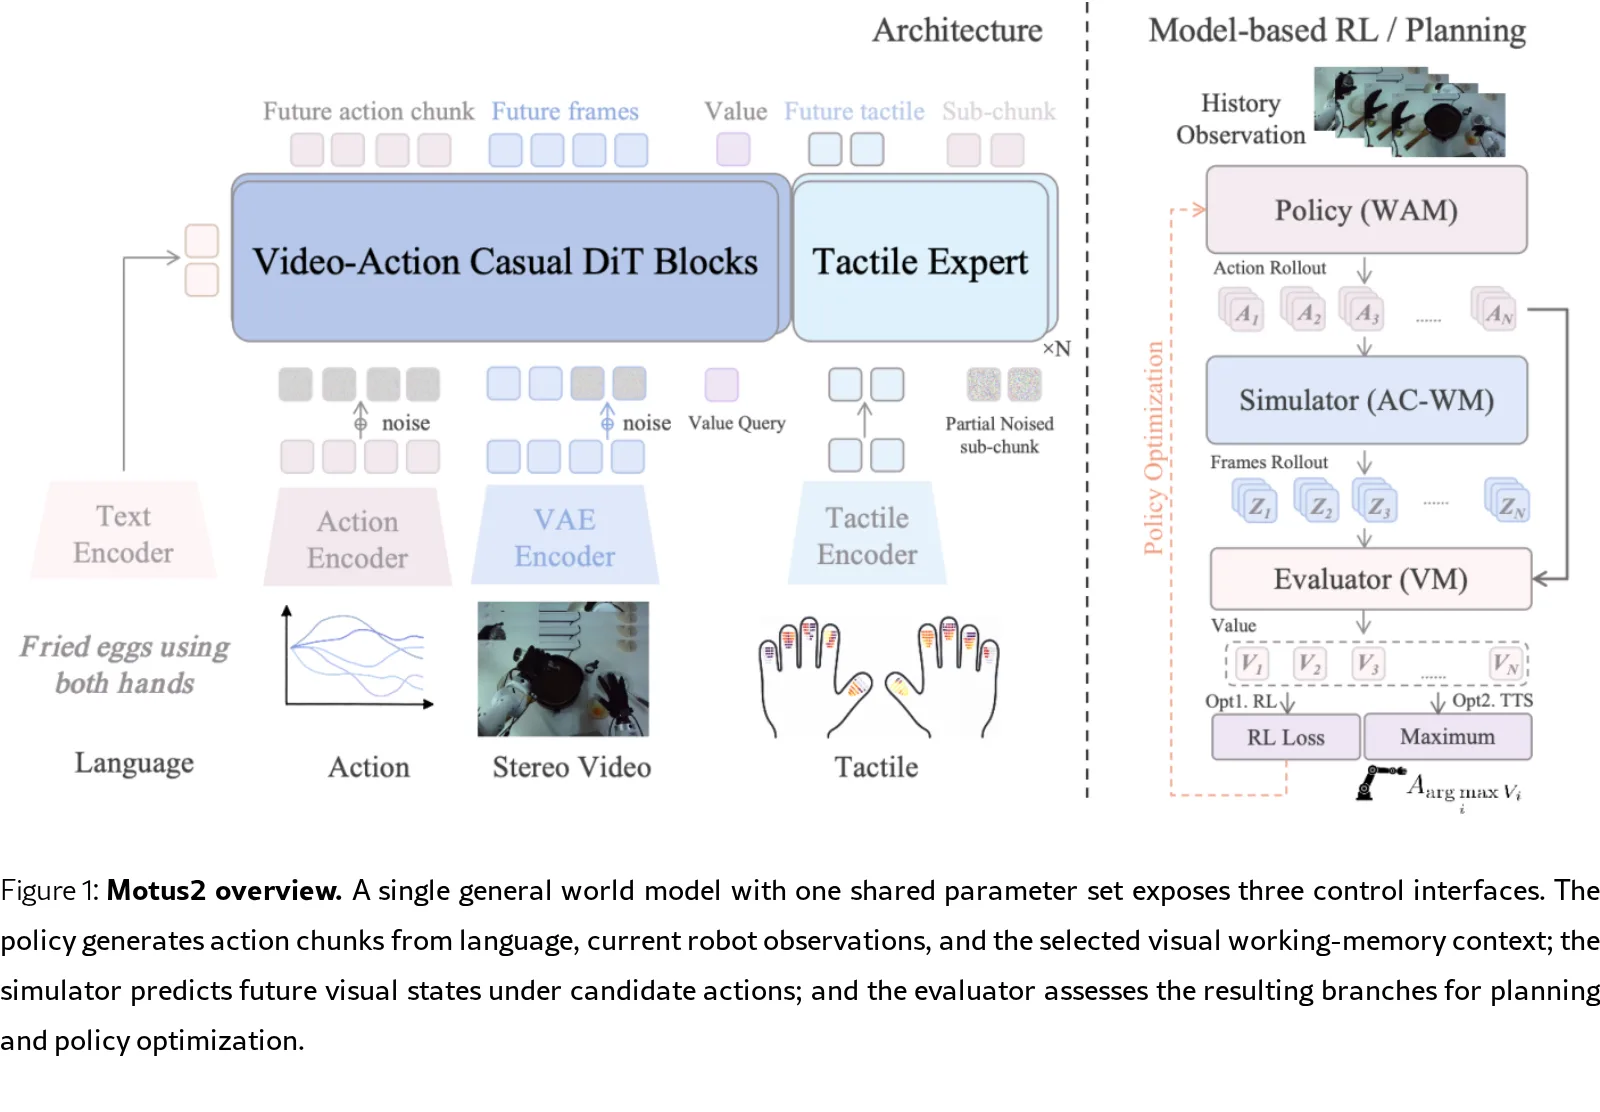 Architecture
Future action chunk
Future frames
Value
Future tactile
Sub-chunk
Video-Action Casual DiT Blocks
Tactile Expert
×N
noise
noise
Value Query
Partial Noised
sub-chunk
Text
Encoder
Action
Encoder
VAE
Encoder
Tactile
Encoder
Fried eggs using
both hands
Language
Action
Stereo Video
Tactile
Model-based RL / Planning
History
Observation
Policy (WAM)
Action Rollout
A1 A2 A3 ...... AN
Simulator (AC-WM)
Frames Rollout
Z1 Z2 Z3 ...... ZN
Evaluator (VM)
Value
V1 V2 V3 ...... VN
Opt1. RL
Opt2. TTS
RL Loss
Maximum
A arg max Vi
i
Policy Optimization
Figure 1: Motus2 overview. A single general world model with one shared parameter set exposes three control interfaces. The
policy generates action chunks from language, current robot observations, and the selected visual working-memory context; the
simulator predicts future visual states under candidate actions; and the evaluator assesses the resulting branches for planning
and policy optimization.